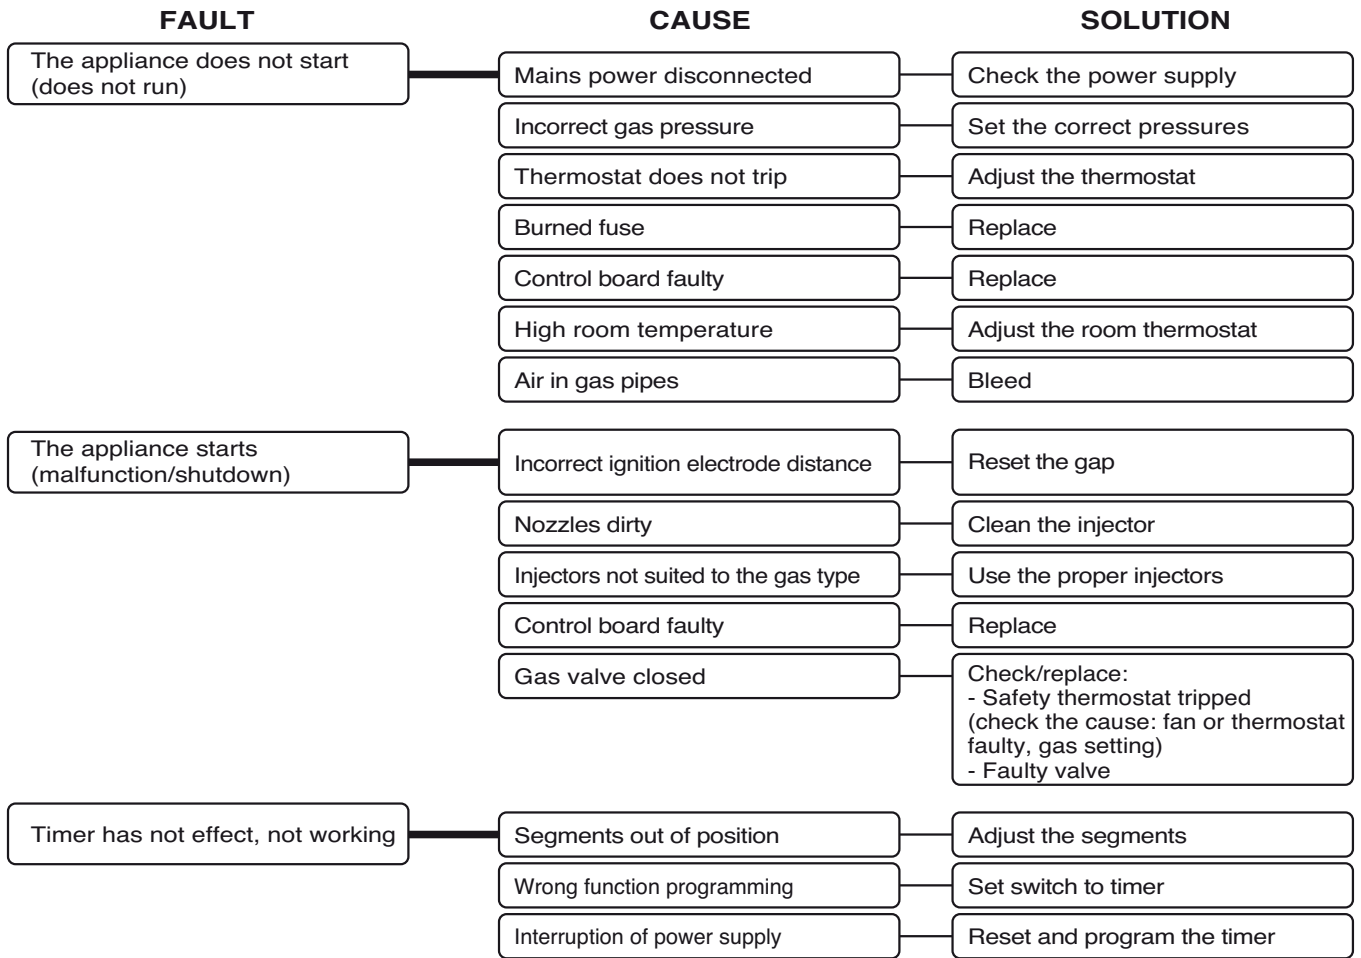 FAULT CAUSE SOLUTION
The appliance does not start
(does not run)
Mains power disconnected
Check the power supply
Incorrect gas pressure
Set the correct pressures
Thermostat does not trip
Adjust the thermostat
Burned fuse
Replace
Control board faulty
Replace
High room temperature
Adjust the room thermostat
Air in gas pipes
Bleed
The appliance starts
(malfunction/shutdown)
Incorrect ignition electrode distance
Reset the gap
Nozzles dirty
Clean the injector
Injectors not suited to the gas type
Use the proper injectors
Control board faulty
Replace
Gas valve closed
Check/replace:
- Safety thermostat tripped
(check the cause: fan or thermostat
faulty, gas setting)
- Faulty valve
Timer has not effect, not working
Segments out of position
Adjust the segments
Wrong function programming
Set switch to timer
Interruption of power supply
Reset and program the timer